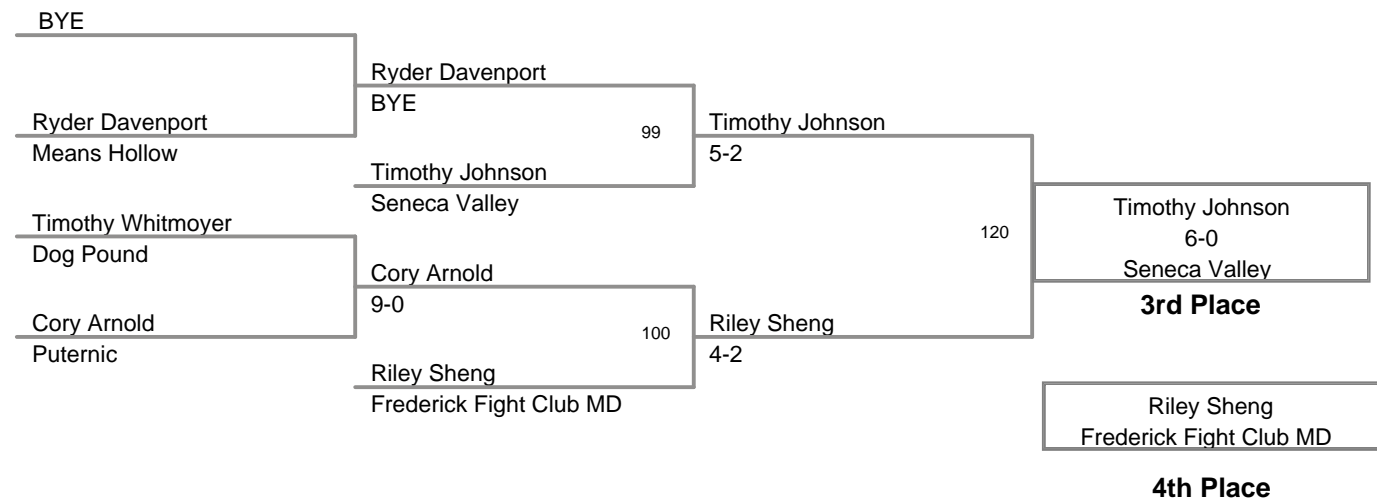 BYE
Ryder Davenport
Means Hollow
Timothy Whitmoyer
Dog Pound
Cory Arnold
Puternic
Ryder Davenport
BYE
99
Timothy Johnson
Seneca Valley
Cory Arnold
9-0
100
Riley Sheng
Frederick Fight Club MD
Timothy Johnson
5-2
120
Riley Sheng
4-2
Timothy Johnson
6-0
Seneca Valley
3rd Place
Riley Sheng
Frederick Fight Club MD
4th Place